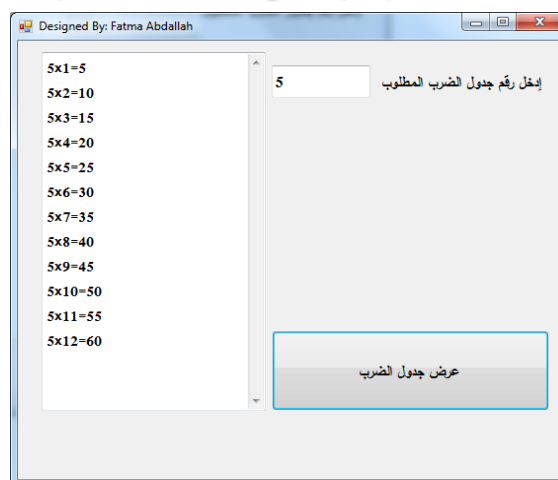 Designed By: Fatma Abdallah
5x1=5
5x2=10
5x3=15
5x4=20
5x5=25
5x6=30
5x7=35
5x8=40
5x9=45
5x10=50
5x11=55
5x12=60
إدخل رقم جدول الضرب المطلوب
5
عرض جدول الضرب